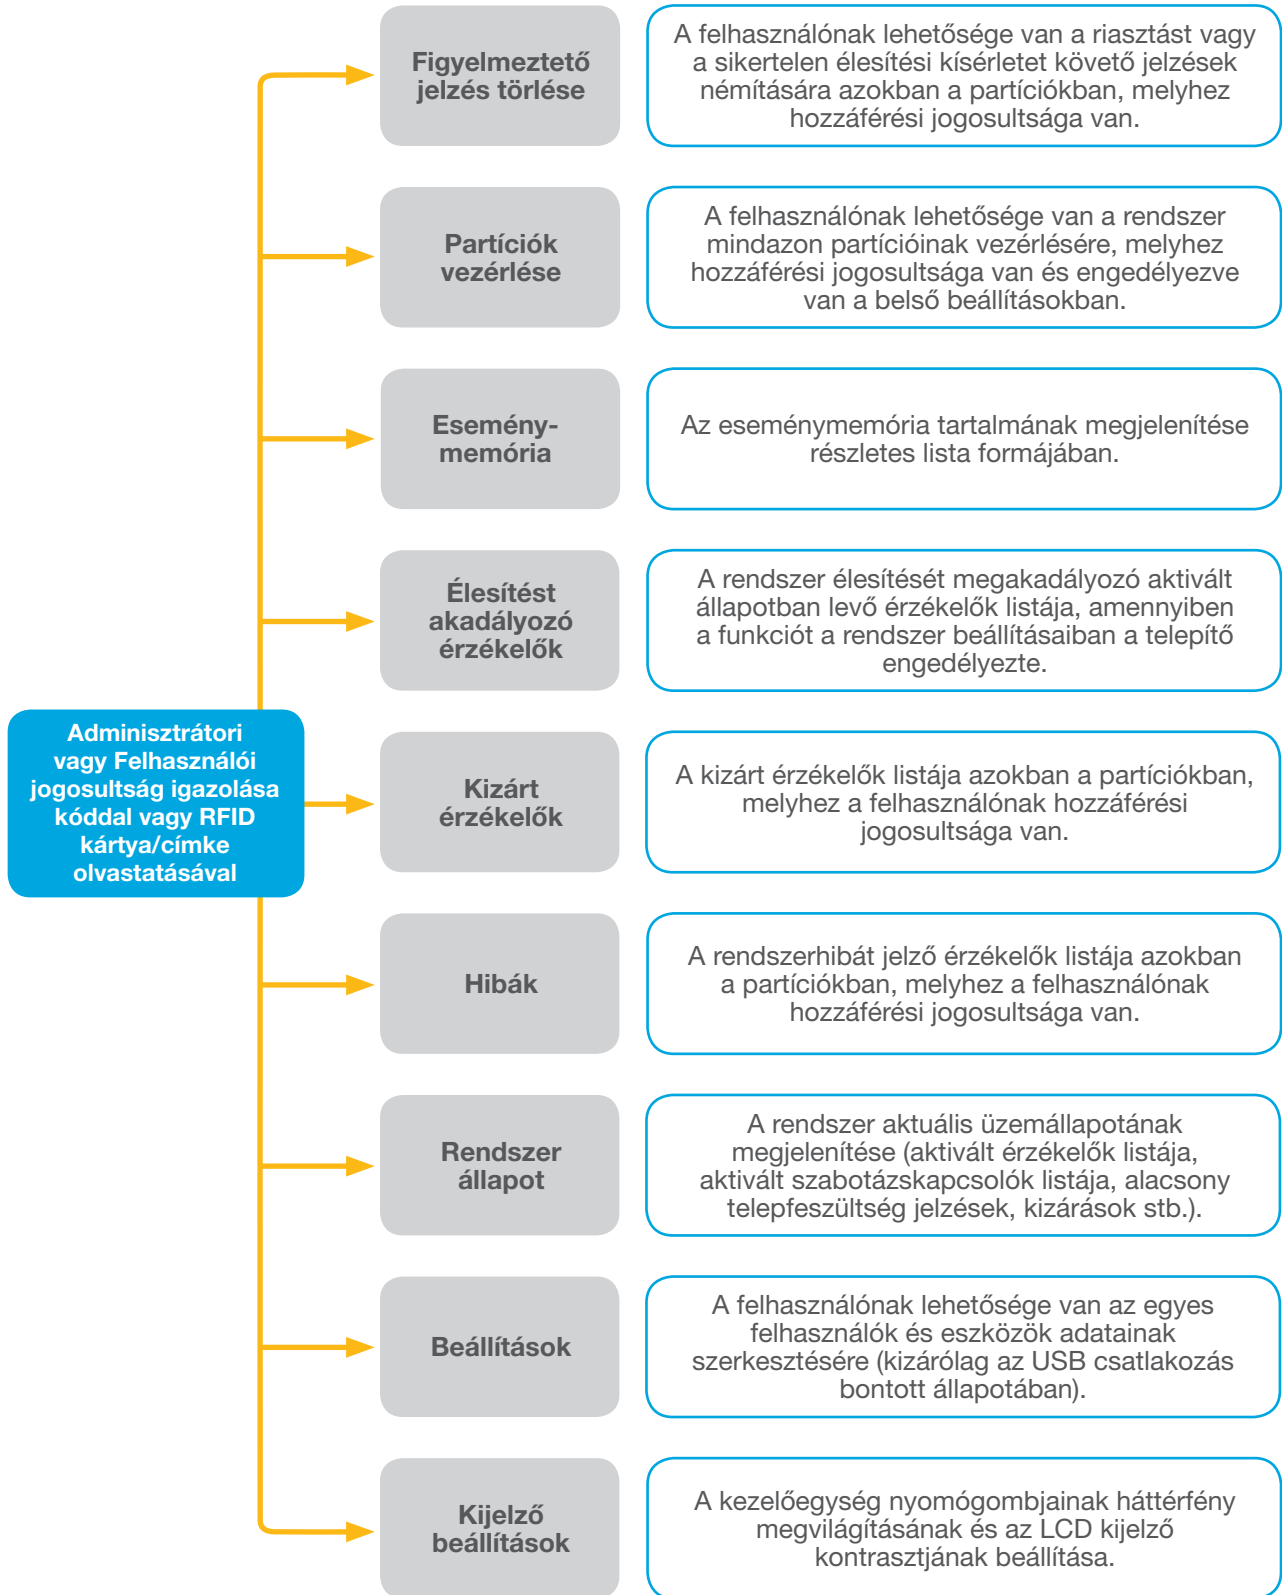 Figyelmeztető
jelzés törlése
A felhasználónak lehetősége van a riasztást vagy
a sikertelen élesítési kísérletet követő jelzések
némítására azokban a partíciókban, melyhez
hozzáférési jogosultsága van.
Partíciók
vezérlése
A felhasználónak lehetősége van a rendszer
mindazon partícióinak vezérlésére, melyhez
hozzáférési jogosultsága van és engedélyezve
van a belső beállításokban.
Esemény-
memória
Az eseménymemória tartalmának megjelenítése
részletes lista formájában.
Élesítést
akadályozó
érzékelők
A rendszer élesítését megakadályozó aktivált
állapotban levő érzékelők listája, amennyiben
a funkciót a rendszer beállításaiban a telepítő
engedélyezte.
Adminisztrátori
vagy Felhasználói
jogosultság igazolása
kóddal vagy RFID
kártya/címke
olvastatásával
Kizárt
érzékelők
A kizárt érzékelők listája azokban a partíciókban,
melyhez a felhasználónak hozzáférési
jogosultsága van.
Hibák
A rendszerhibát jelző érzékelők listája azokban
a partíciókban, melyhez a felhasználónak
hozzáférési jogosultsága van.
Rendszer
állapot
A rendszer aktuális üzemállapotának
megjelenítése (aktivált érzékelők listája,
aktivált szabotázskapcsolók listája, alacsony
telepfeszültség jelzések, kizárások stb.).
Beállítások
A felhasználónak lehetősége van az egyes
felhasználók és eszközök adatainak
szerkesztésére (kizárólag az USB csatlakozás
bontott állapotában).
Kijelző
beállítások
A kezelőegység nyomógombjainak háttérfény
megvilágításának és az LCD kijelző
kontrasztjának beállítása.